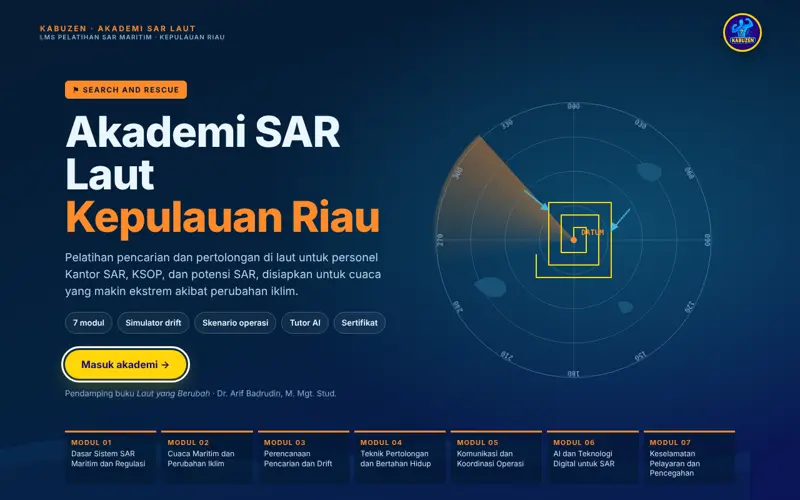 KABUZEN · AKADEMI SAR LAUT
LMS PELATIHAN SAR MARITIM · KEPULAUAN RIAU
KABUZEN
⚑ SEARCH AND RESCUE
Akademi SAR
Laut
Kepulauan Riau
Pelatihan pencarian dan pertolongan di laut untuk personel
Kantor SAR, KSOP, dan potensi SAR, disiapkan untuk cuaca
yang makin ekstrem akibat perubahan iklim.
7 modul
Simulator drift
Skenario operasi
Tutor AI
Sertifikat
Masuk akademi →
Pendamping buku Laut yang Berubah · Dr. Arif Badrudin, M. Mgt. Stud.
000
030
060
090
150
180
210
240
270
300
330
DATUM
MODUL 01
Dasar Sistem SAR
Maritim dan Regulasi
MODUL 02
Cuaca Maritim dan
Perubahan Iklim
MODUL 03
Perencanaan
Pencarian dan Drift
MODUL 04
Teknik Pertolongan
dan Bertahan Hidup
MODUL 05
Komunikasi dan
Koordinasi Operasi
MODUL 06
AI dan Teknologi
Digital untuk SAR
MODUL 07
Keselamatan
Pelayaran dan
Pencegahan